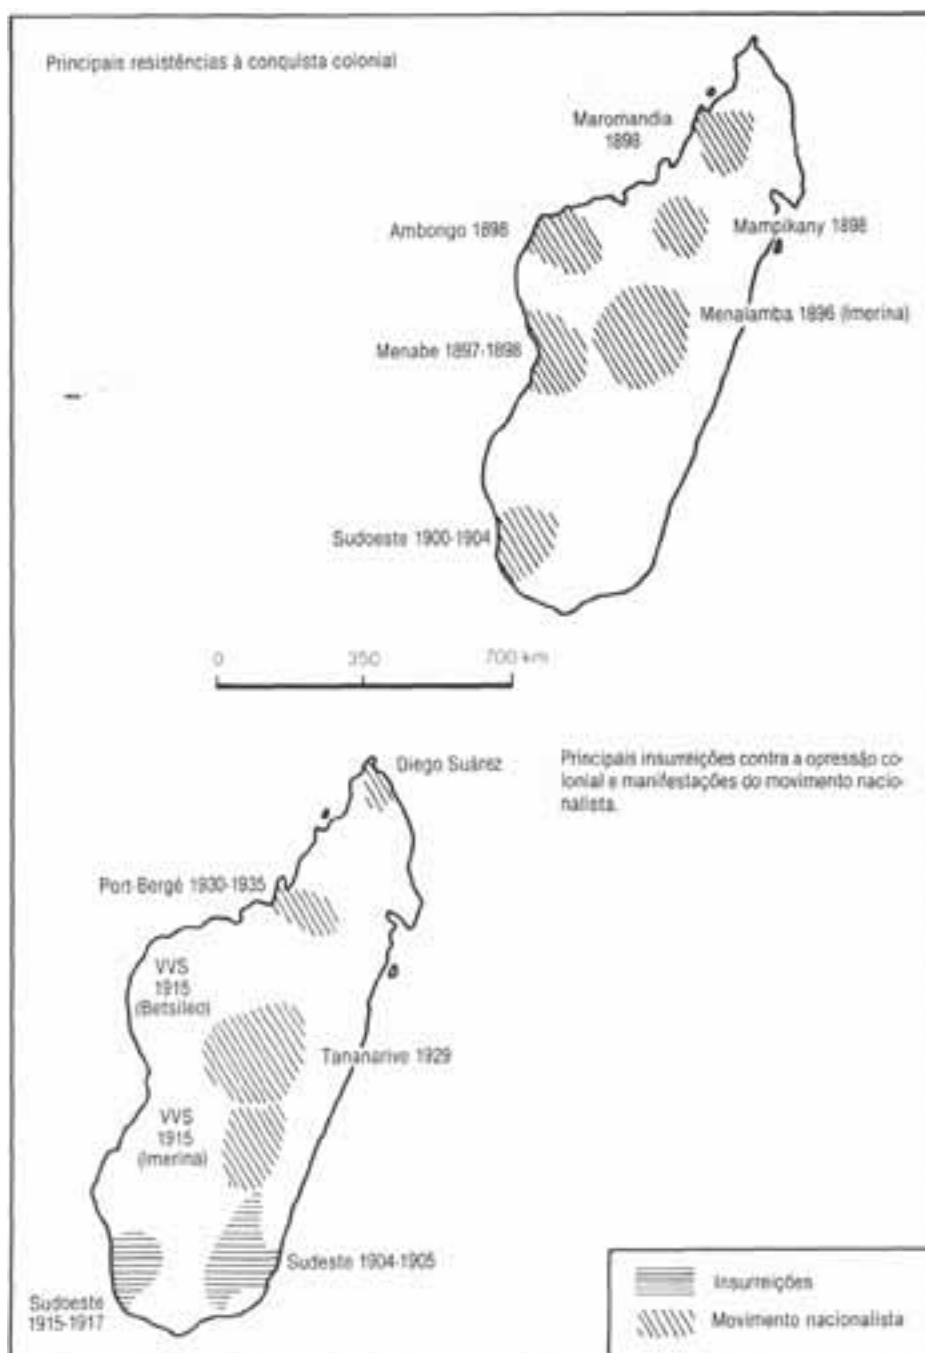 Principais resistências à conquista colonial
Maromandia
1898
Ambongo 1898
Mampikany 1898
Menalamba 1896 (Imerina)
Menabe 1897-1898
Sudoeste 1900-1904
0 350 700 km
Diego Suárez
Principais insurreições contra a opressão co-
lonial e manifestações do movimento nacio-
nalista.
Port-Bergé 1930-1935
VVS
1915
(Betsileo)
Tananarive 1929
VVS
1915
(Imerina)
Sudeste 1904-1905
Sudoeste
1915-1917
Insurreições
Movimento nacionalista